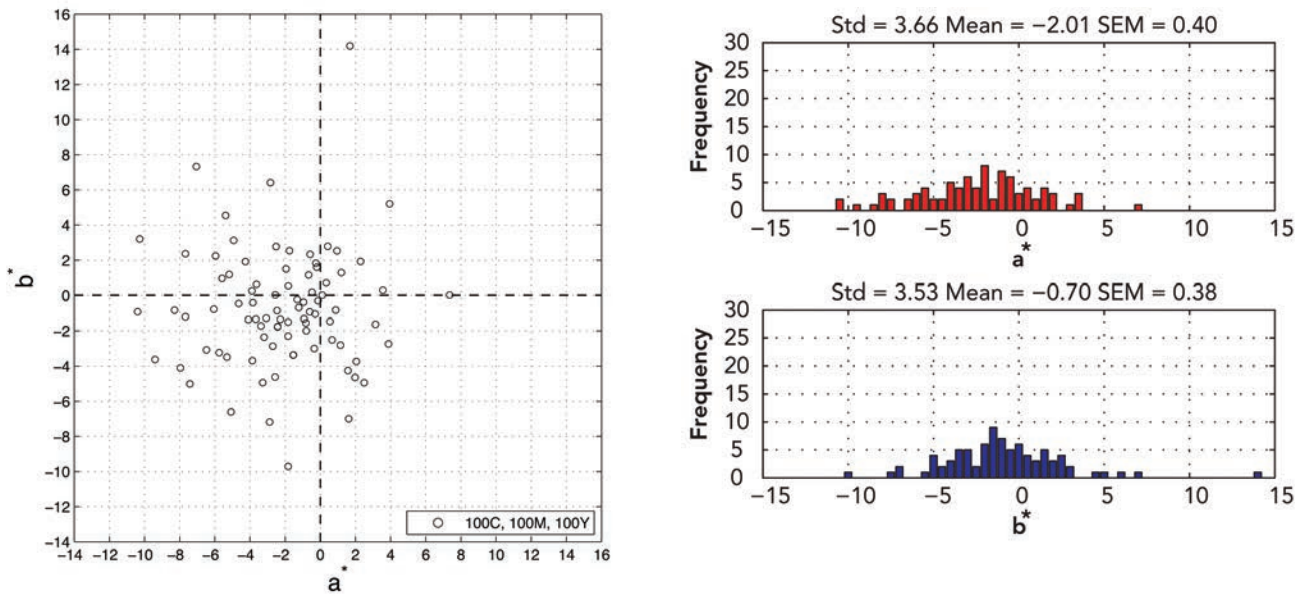 16
14
12
10
8
6
4
2
0
−2
−4
−6
−8
−10
−12
−14
b*
−14 −12 −10 −8 −6 −4 −2 0 2 4 6 8 10 12 14 16
a*
100C, 100M, 100Y
Std = 3.66 Mean = −2.01 SEM = 0.40
30
25
20
15
10
5
0
Frequency
−15 −10 −5 0 5 10 15
a*
Std = 3.53 Mean = −0.70 SEM = 0.38
30
25
20
15
10
5
0
Frequency
−15 −10 −5 0 5 10 15
b*